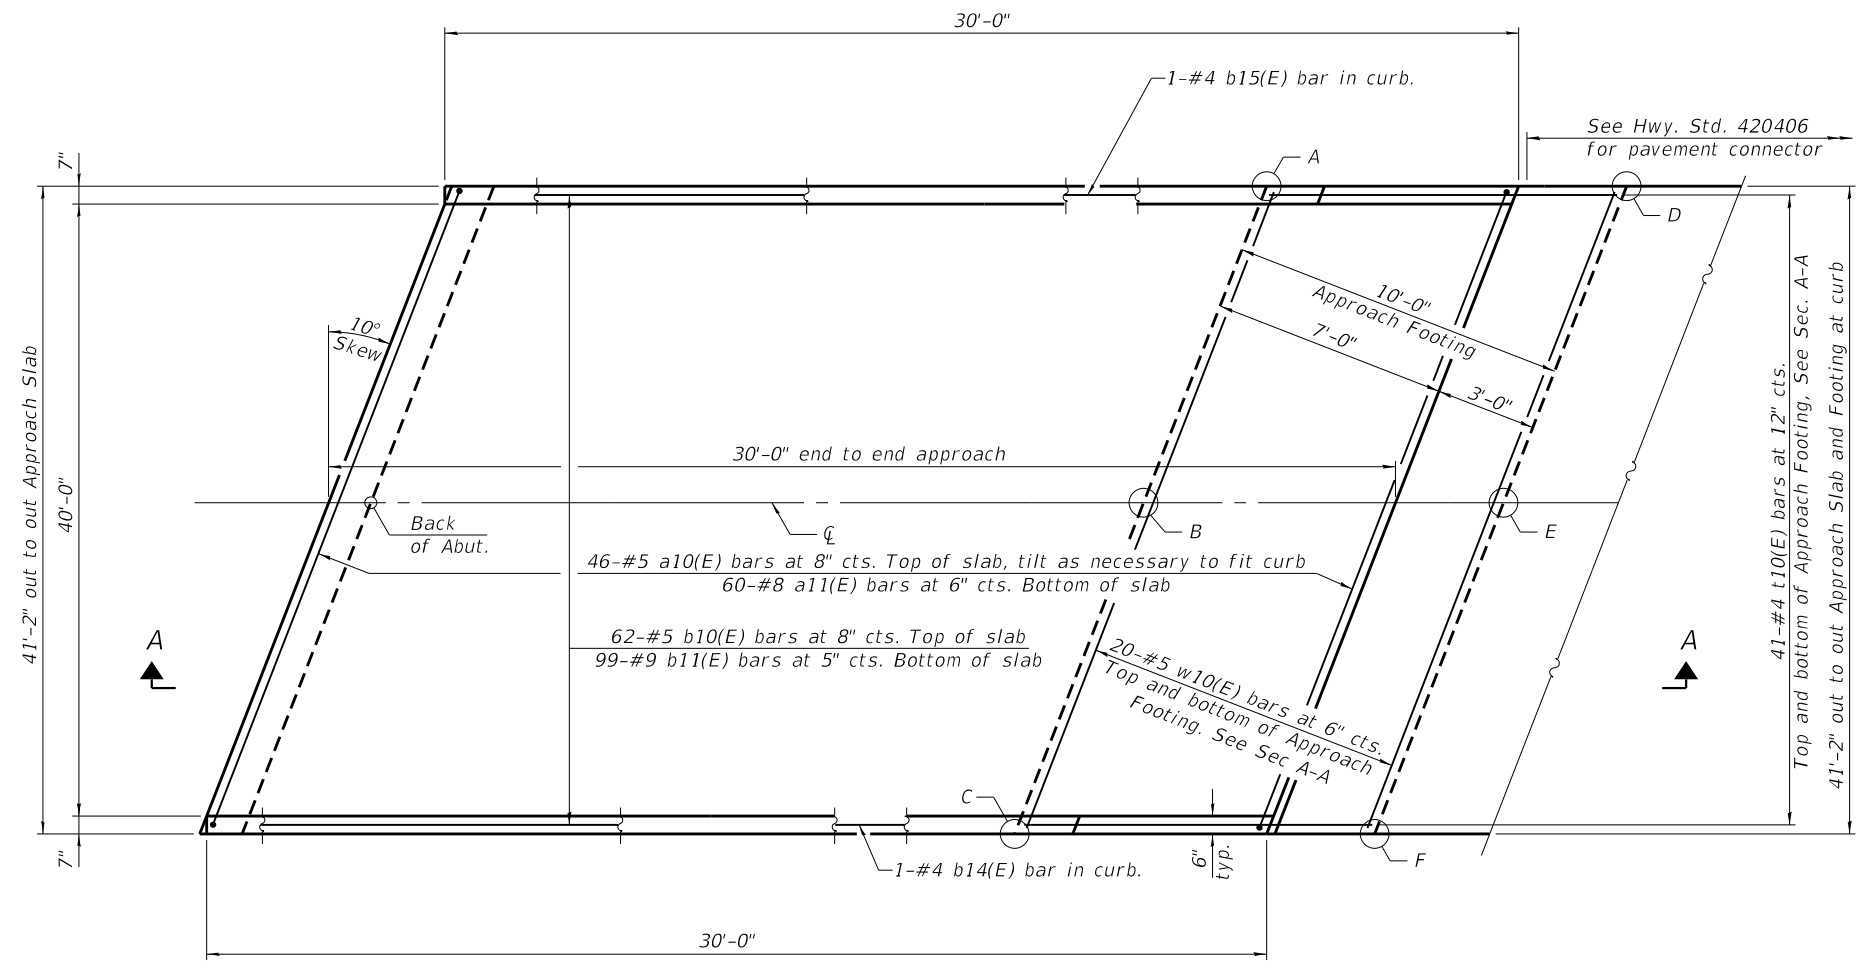 30'-0"
1-#4 b15(E) bar in curb.
See Hwy. Std. 420406
for pavement connector
7"
A
D
10°
Skew
10'-0"
Approach Footing
7'-0"
3'-0"
41'-2" out to out Approach Slab
40'-0"
30'-0" end to end approach
Back
of Abut.
℄
B
E
46-#5 a10(E) bars at 8" cts. Top of slab, tilt as necessary to fit curb
60-#8 a11(E) bars at 6" cts. Bottom of slab
62-#5 b10(E) bars at 8" cts. Top of slab
99-#9 b11(E) bars at 5" cts. Bottom of slab
A
A
20-#5 w10(E) bars at 6" cts.
Top and bottom of Approach
Footing. See Sec A-A
41-#4 t10(E) bars at 12" cts.
Top and bottom of Approach Footing, See Sec. A-A
41'-2" out to out Approach Slab and Footing at curb
C
F
7"
6"
typ.
1-#4 b14(E) bar in curb.
30'-0"